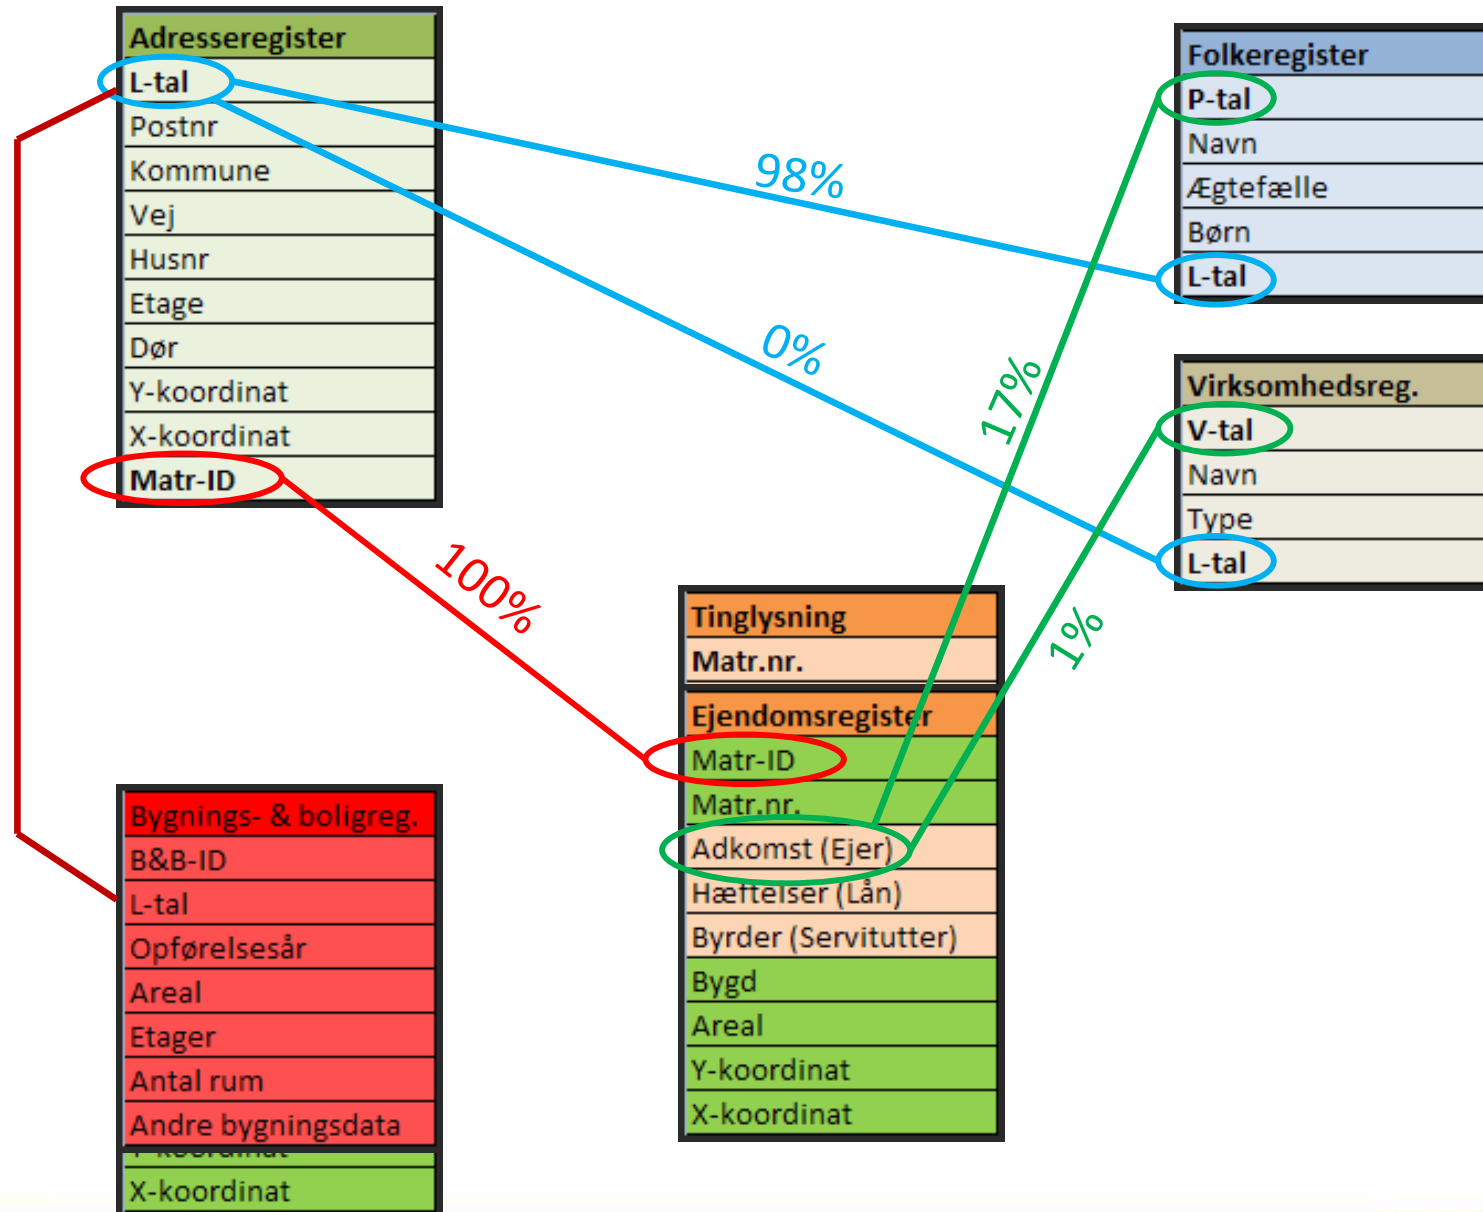 Adresseregister
L-tal
Postnr
Kommune
Vej
Husnr
Etage
Dør
Y-koordinat
X-koordinat
Matr-ID
98%
0%
17%
1%
100%
Folkeregister
P-tal
Navn
Ægtefælle
Børn
L-tal
Virksomhedsreg.
V-tal
Navn
Type
L-tal
Tinglysning
Matr.nr.
Ejendomsregister
Matr-ID
Matr.nr.
Adkomst (Ejer)
Hæftelser (Lån)
Byrder (Servitutter)
Bygd
Areal
Y-koordinat
X-koordinat
Bygnings- & boligreg.
B&B-ID
L-tal
Opførelsesår
Areal
Etager
Antal rum
Andre bygningsdata
X-koordinat